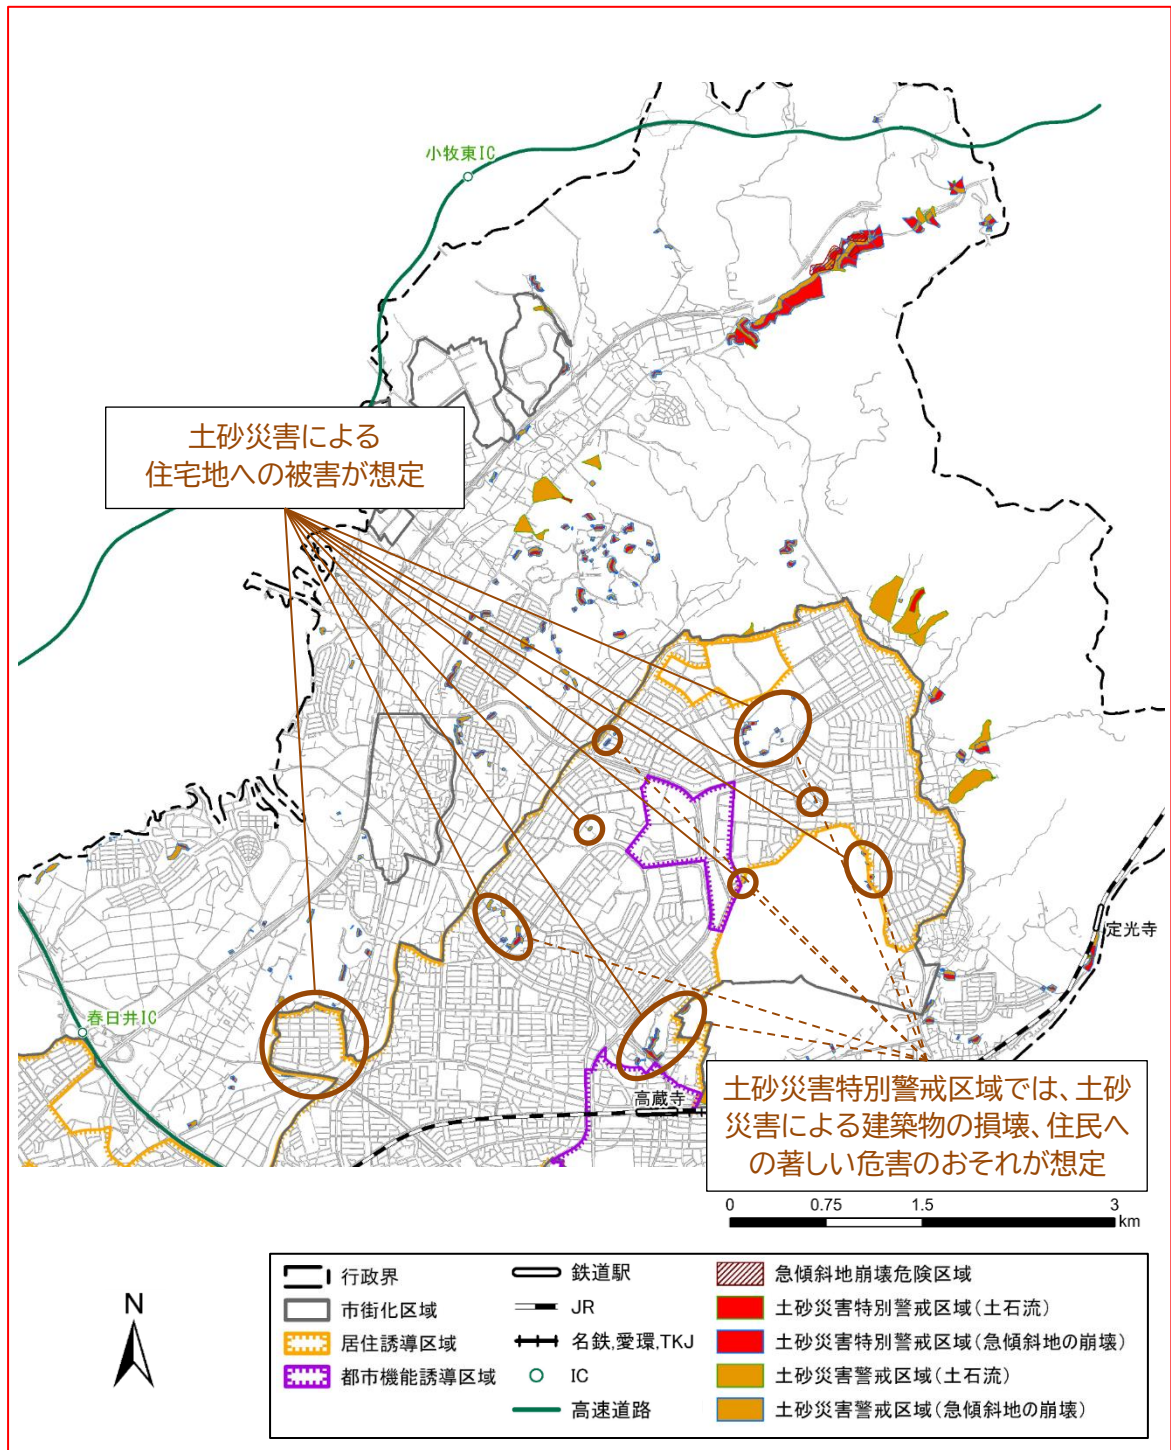 小牧東IC
土砂災害による
住宅地への被害が想定
定光寺
春日井IC
高蔵寺
土砂災害特別警戒区域では、土砂
災害による建築物の損壊、住民へ
の著しい危害のおそれが想定
0 0.75 1.5 3
km
N
行政界
市街化区域
居住誘導区域
都市機能誘導区域
鉄道駅
JR
名鉄,愛環,TKJ
IC
高速道路
急傾斜地崩壊危険区域
土砂災害特別警戒区域(土石流)
土砂災害特別警戒区域(急傾斜地の崩壊)
土砂災害警戒区域(土石流)
土砂災害警戒区域(急傾斜地の崩壊)